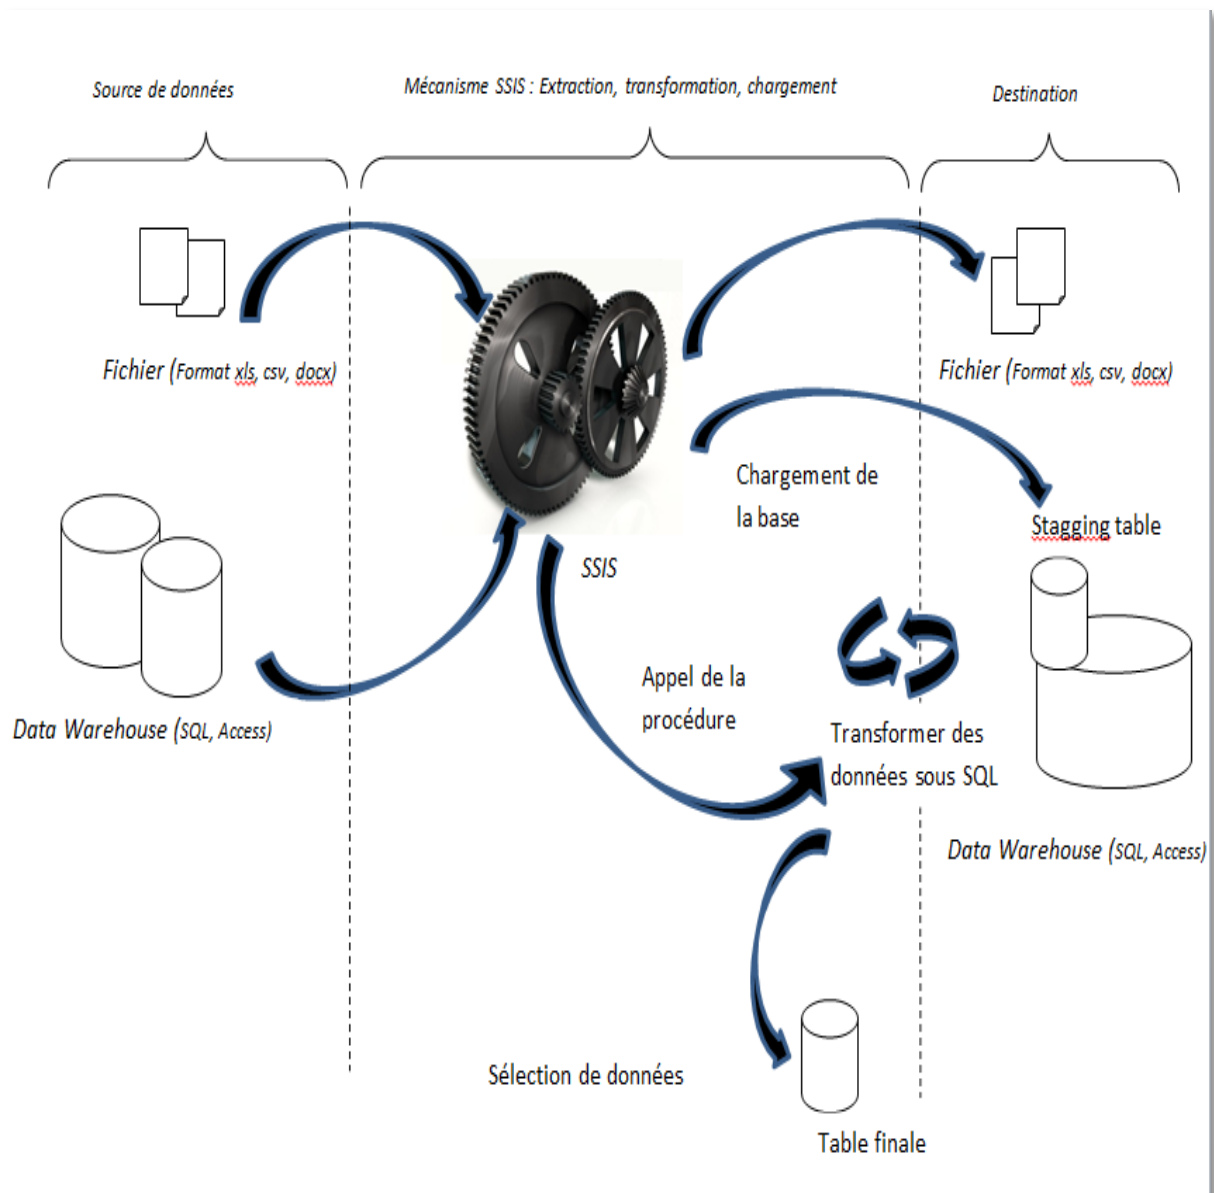 Source de données
Mécanisme SSIS : Extraction, transformation, chargement
Destination
Fichier (Format xls, csv, docx)
Fichier (Format xls, csv, docx)
Chargement de
la base
Stagging table
SSIS
Appel de la
procédure
Data Warehouse (SQL, Access)
Transformer des
données sous SQL
Data Warehouse (SQL, Access)
Sélection de données
Table finale